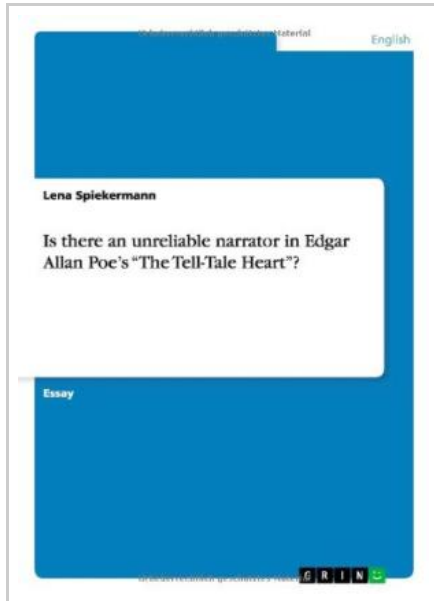 English
Lena Spiekermann
Is there an unreliable narrator in Edgar
Allan Poe's “The Tell-Tale Heart”?
Essay
GRIN